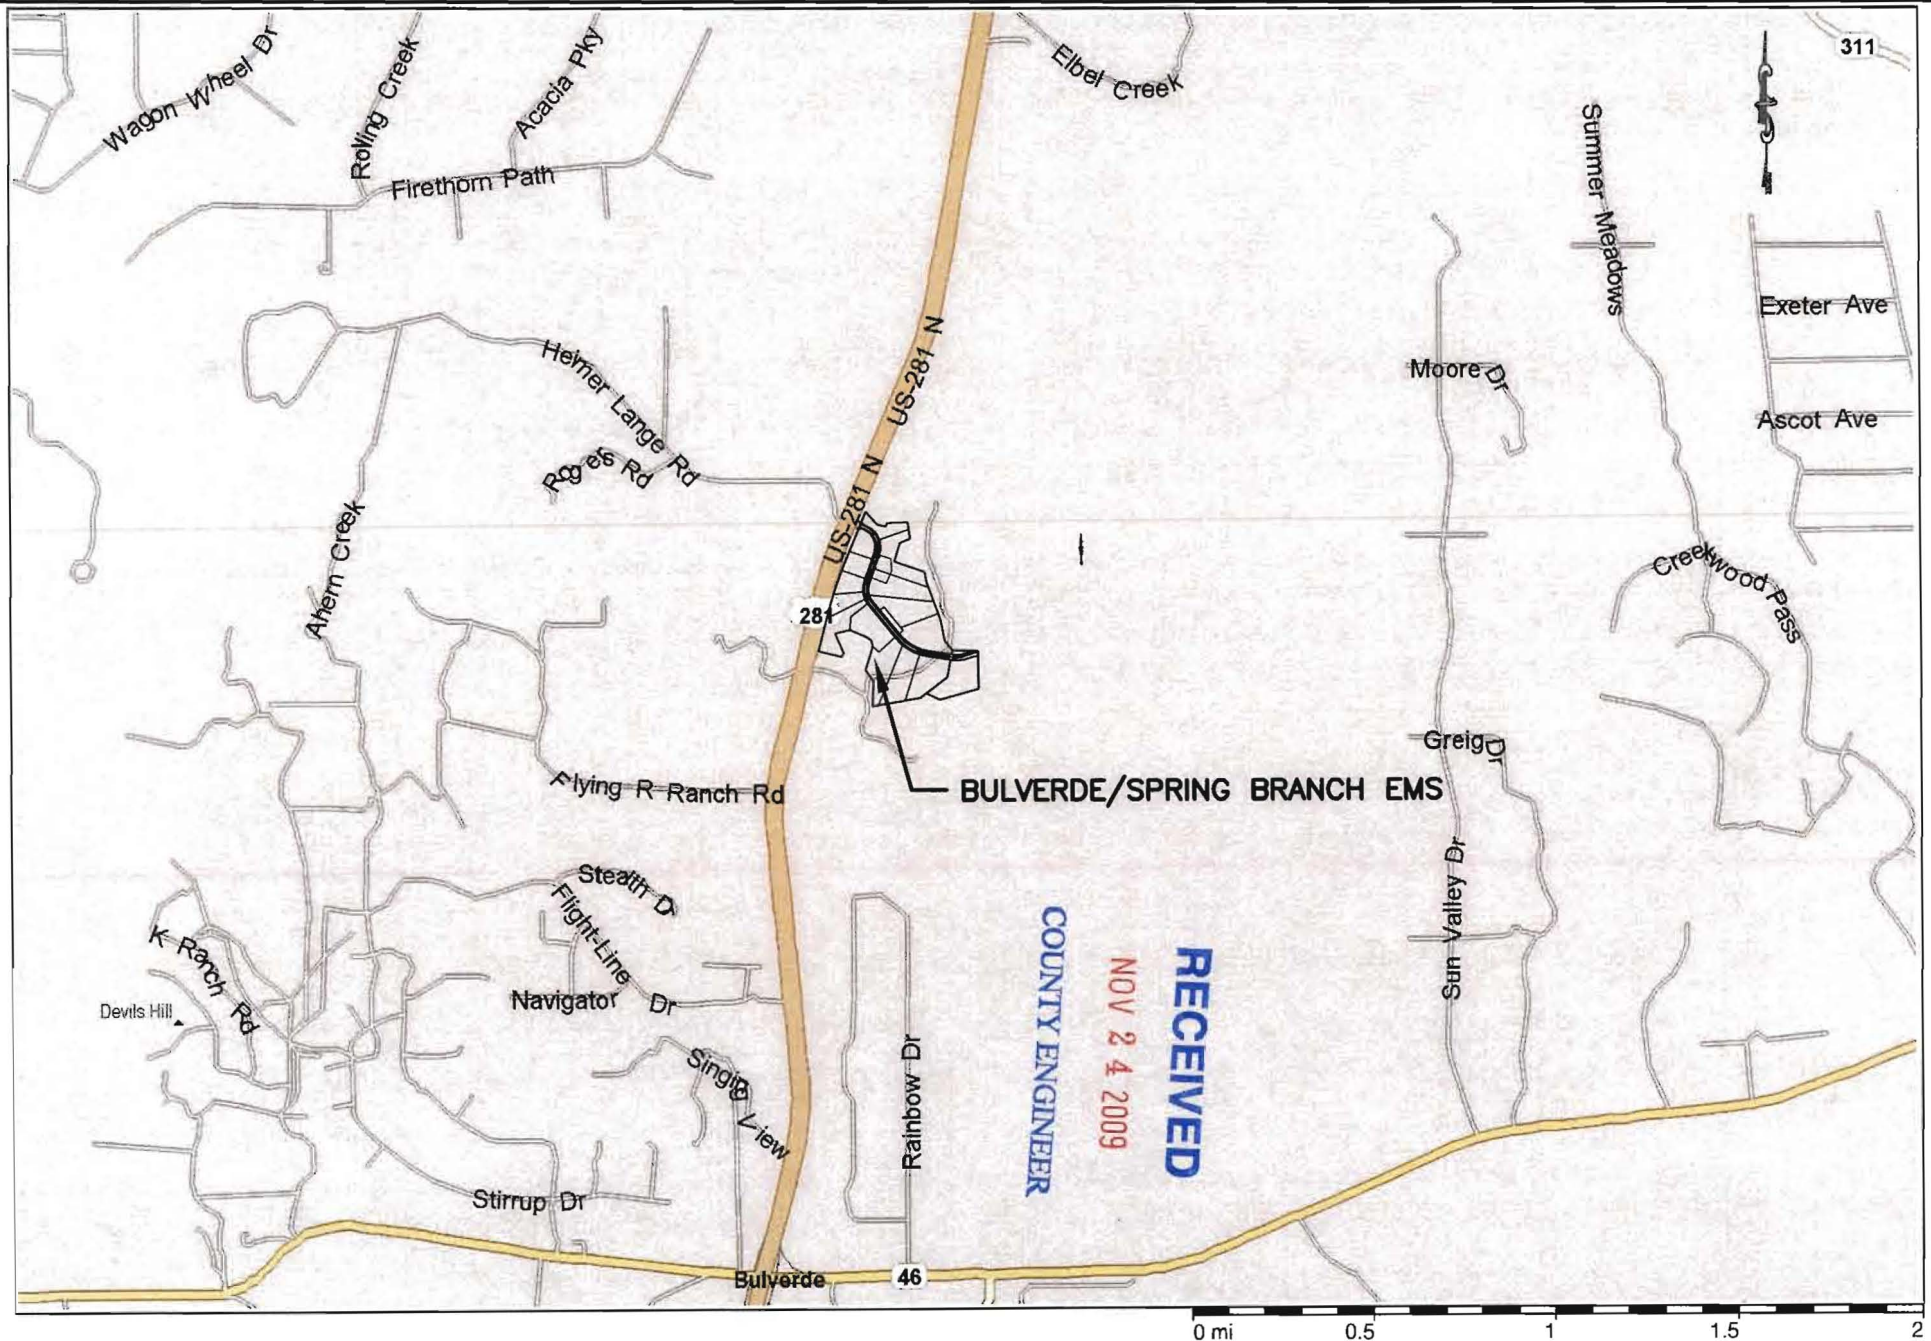 311
Wagon Wheel Dr
Rolling Creek
Acacia Pky
Elbel Creek
Firethorn Path
Summer Meadows
Exeter Ave
US-281 N
Heimer Lange Rd
Moore Dr
Ascot Ave
Rogers Rd
US-281 N
Ahern Creek
Creekwood Pass
281
Greig Dr
Flying R Ranch Rd
BULVERDE/SPRING BRANCH EMS
Stealth D
Flight-Line Dr
Sun Valley Dr
K Ranch Rd
RECEIVED
NOV 24 2009
COUNTY ENGINEER
Navigator
Devils Hill
Singing View
Rainbow Dr
Stirrup Dr
Bulverde
46
0 mi 0.5 1 1.5 2